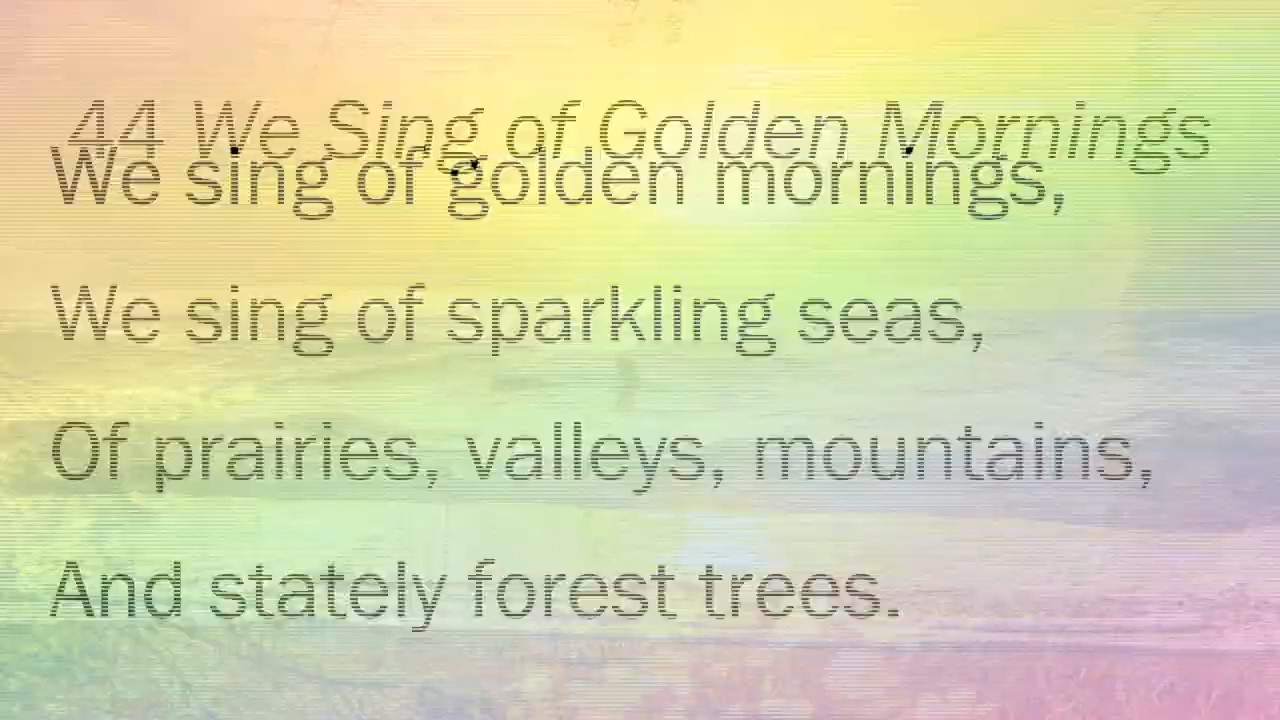 44 We Sing of Golden Mornings
We sing of golden mornings,
We sing of sparkling seas,
Of prairies, valleys, mountains,
And stately forest trees.